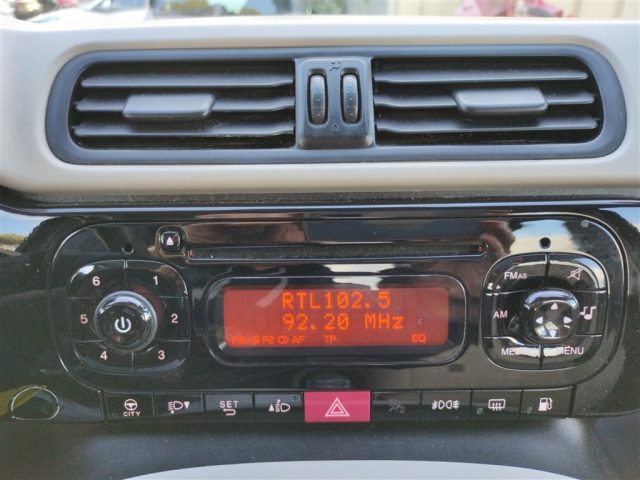 6 1
5 2
4 3
RTL102.5
92.20 MHz
P2 AF TP EQ
FMAS
AM
MENU
CITY
SET